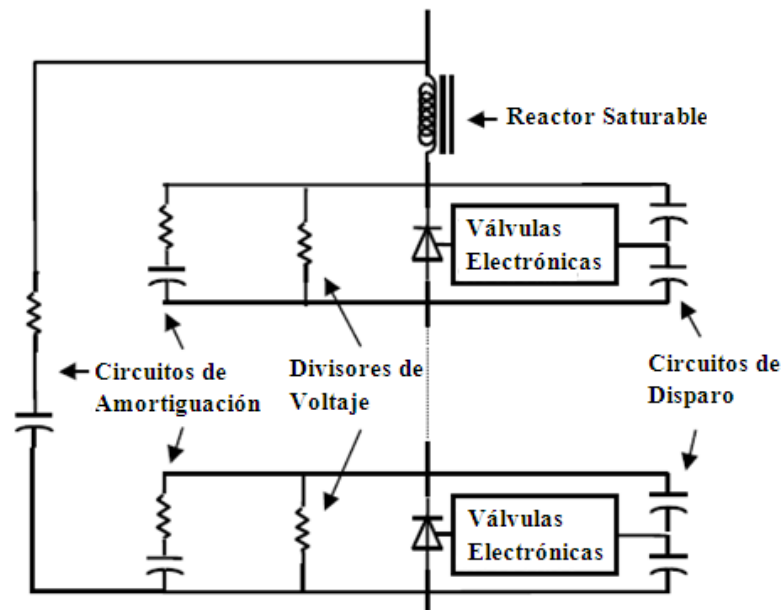 Reactor Saturable
Válvulas
Electrónicas
Circuitos de
Amortiguación
Divisores de
Voltaje
Circuitos de
Disparo
Válvulas
Electrónicas